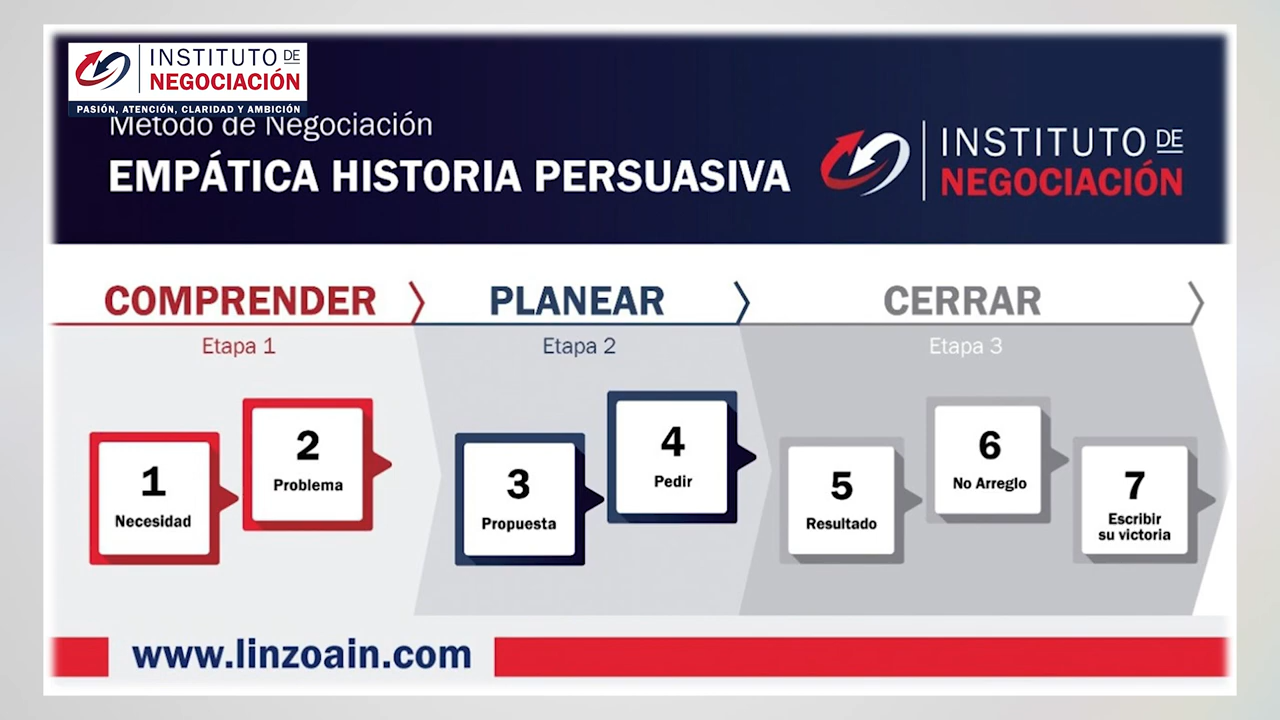 INSTITUTO DE
NEGOCIACIÓN
PASIÓN, ATENCIÓN, CLARIDAD Y AMBICIÓN
Método de Negociación
EMPÁTICA HISTORIA PERSUASIVA
INSTITUTO DE
NEGOCIACIÓN
COMPRENDER
PLANEAR
CERRAR
Etapa 1
Etapa 2
Etapa 3
1
Necesidad
2
Problema
3
Propuesta
4
Pedir
5
Resultado
6
No Arreglo
7
Escribir
su victoria
www.linzoain.com